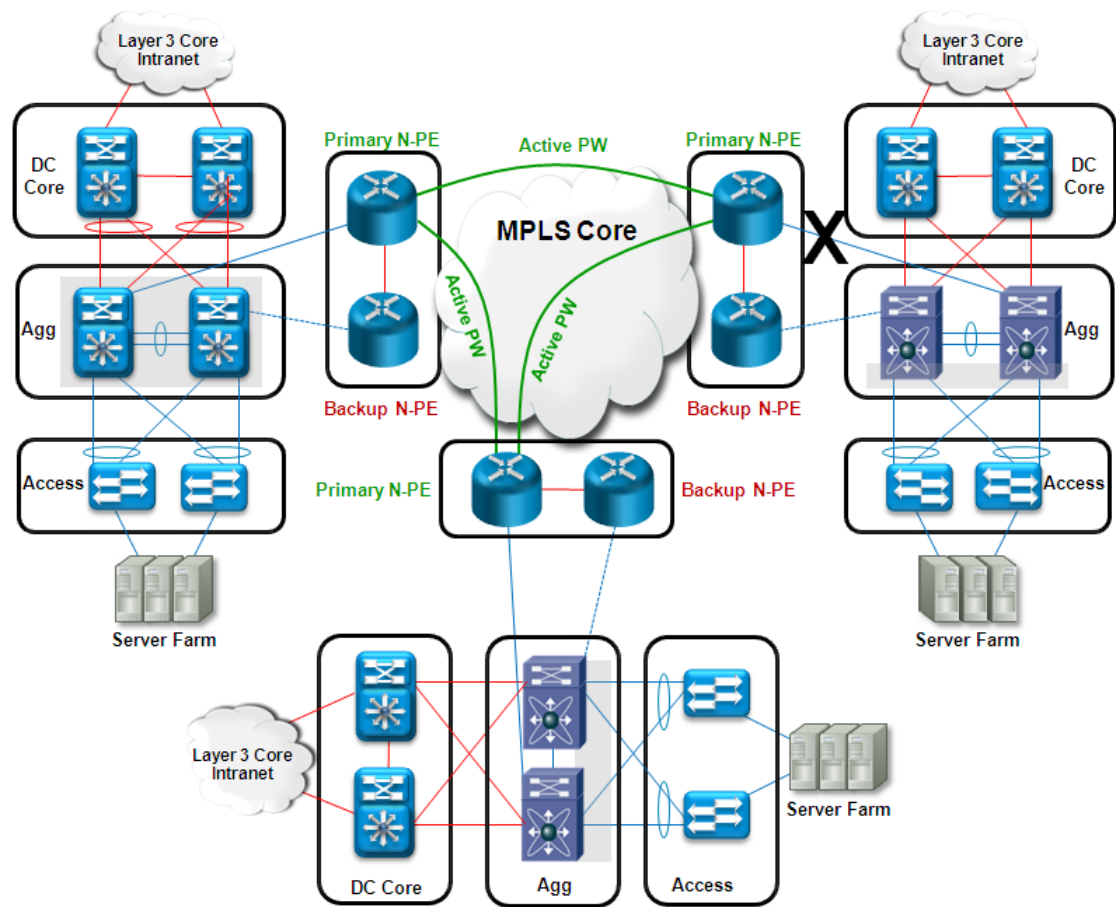 Layer 3 Core
Intranet
Layer 3 Core
Intranet
DC
Core
Primary N-PE
Active PW
Primary N-PE
DC
Core
MPLS Core
X
Agg
Active PW
Active PW
Agg
Backup N-PE
Backup N-PE
Access
Primary N-PE
Backup N-PE
Access
Server Farm
Server Farm
Layer 3 Core
Intranet
Server Farm
DC Core
Agg
Access